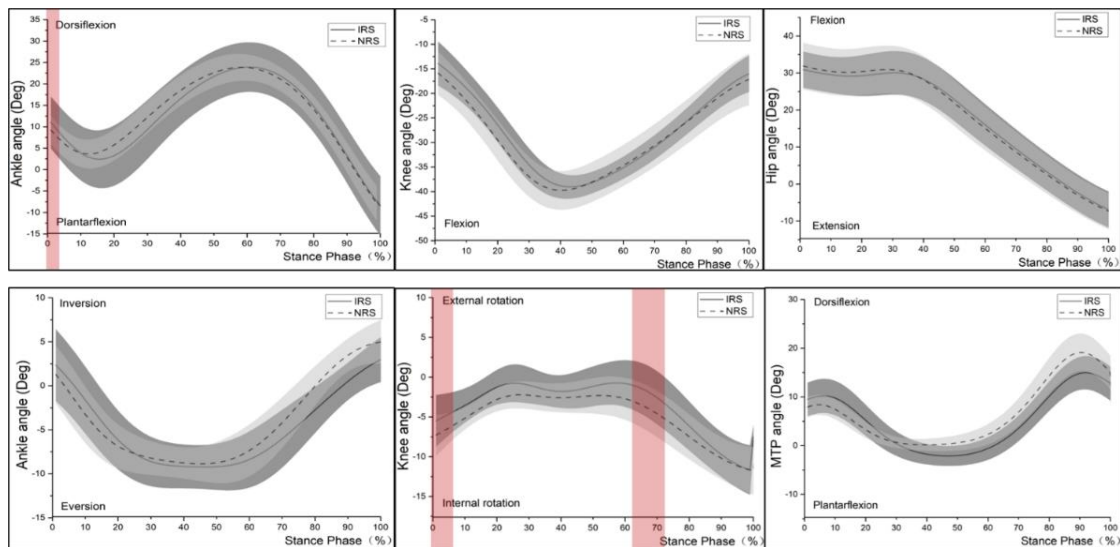 Ankle angle (Deg)
35
30
25
20
15
10
5
0
-5
-10
-15
Dorsiflexion
Plantarflexion
IRS
NRS
0 20 40 60 80 100
Stance Phase (%)
Knee angle (Deg)
-5
-10
-15
-20
-25
-30
-35
-40
-45
-50
Flexion
IRS
NRS
0 10 20 30 40 50 60 70 80 90 100
Stance Phase (%)
Hip angle (Deg)
40
30
20
10
0
-10
Flexion
Extension
IRS
NRS
0 10 20 30 40 50 60 70 80 90 100
Stance Phase (%)
Ankle angle (Deg)
10
5
0
-5
-10
-15
Inversion
Eversion
IRS
NRS
0 10 20 30 40 50 60 70 80 90 100
Stance Phase (%)
Knee angle (Deg)
10
5
0
-5
-10
-15
External rotation
Internal rotation
IRS
NRS
0 10 20 30 40 50 60 70 80 90 100
Stance Phase (%)
MTP angle (Deg)
30
20
10
0
-10
Dorsiflexion
Plantarflexion
IRS
NRS
0 10 20 30 40 50 60 70 80 90 100
Stance Phase (%)